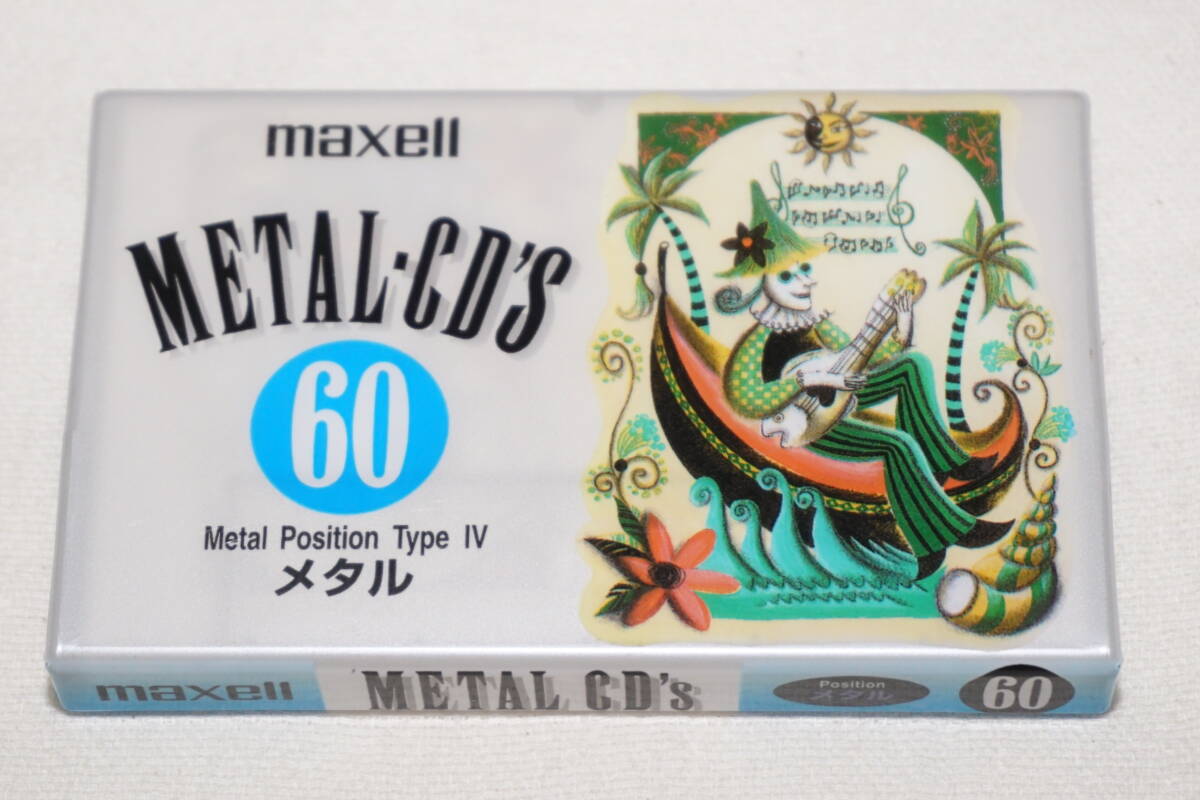 maxell
METAL·CD'S
60
Metal Position Type IV
メタル
maxell
METAL CD's
Position
メタル
60